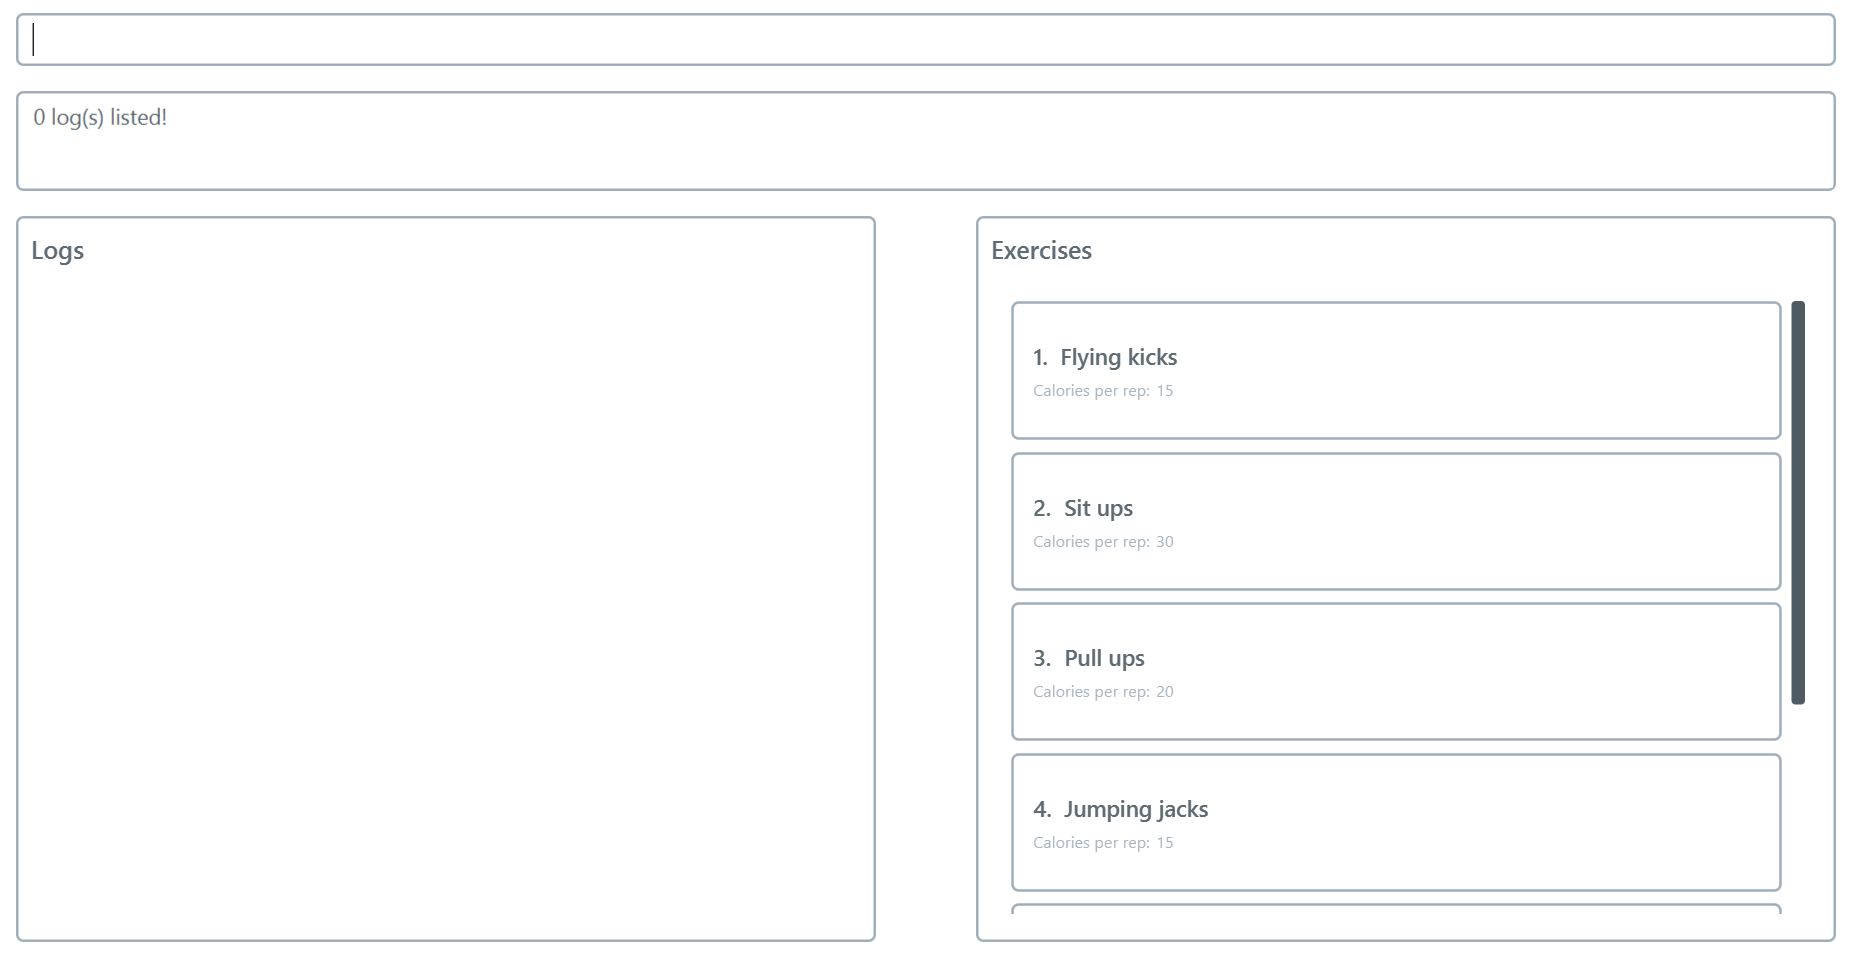 0 log(s) listed!
Logs
Exercises
1. Flying kicks
Calories per rep: 15
2. Sit ups
Calories per rep: 30
3. Pull ups
Calories per rep: 20
4. Jumping jacks
Calories per rep: 15